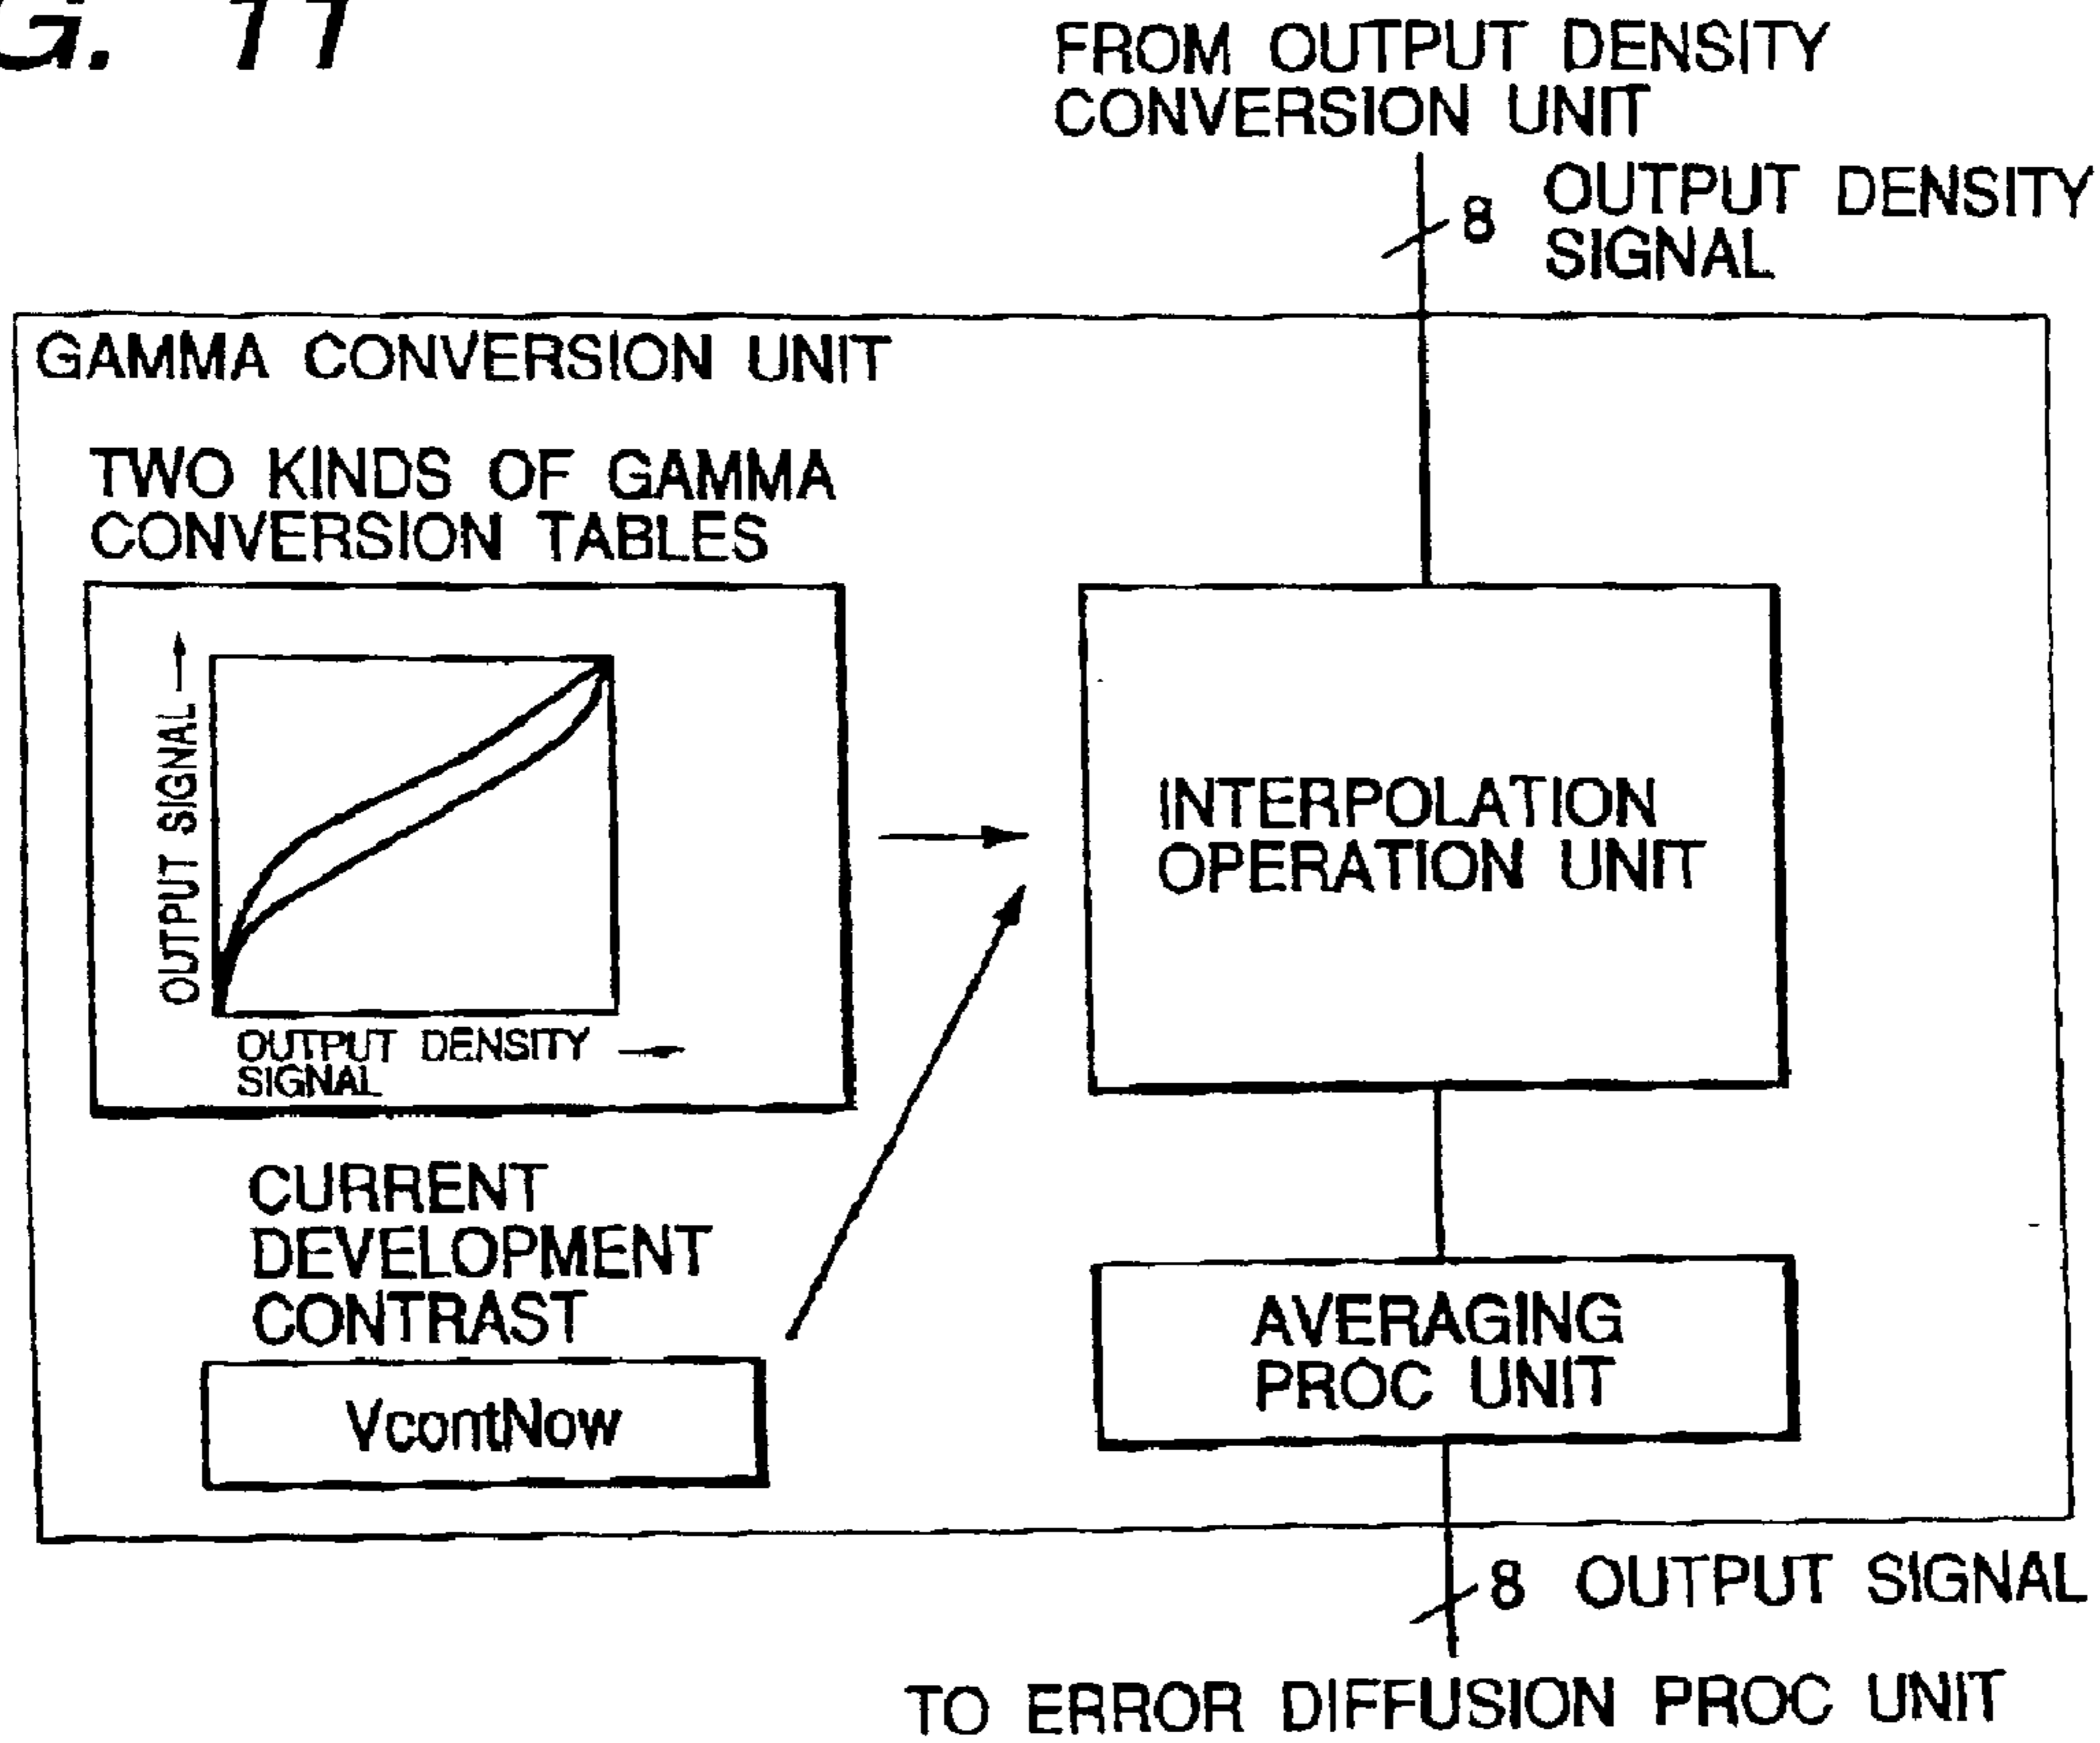 G. 11
FROM OUTPUT DENSITY
CONVERSION UNIT
8
OUTPUT DENSITY
SIGNAL
GAMMA CONVERSION UNIT
TWO KINDS OF GAMMA
CONVERSION TABLES
OUTPUT SIGNAL
OUTPUT DENSITY
SIGNAL
INTERPOLATION
OPERATION UNIT
CURRENT
DEVELOPMENT
CONTRAST
VcontNow
AVERAGING
PROC UNIT
8 OUTPUT SIGNAL
TO ERROR DIFFUSION PROC UNIT